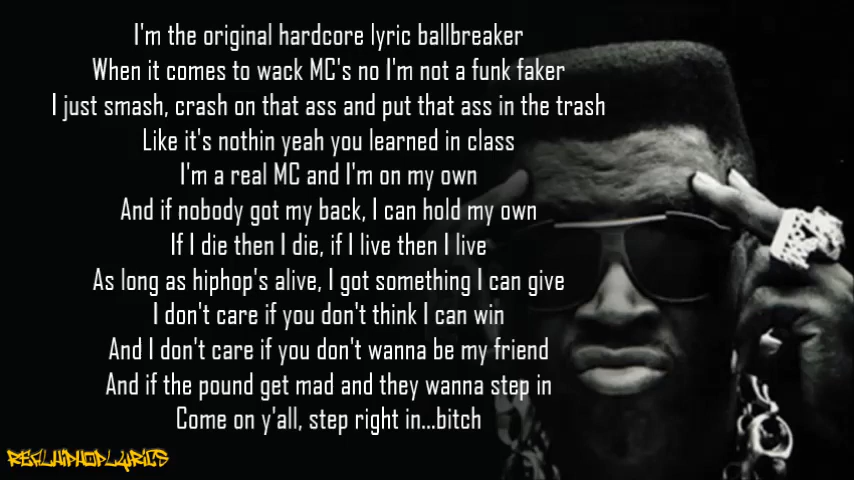 I'm the original hardcore lyric ballbreaker
When it comes to wack MC's no I'm not a funk faker
I just smash, crash on that ass and put that ass in the trash
Like it's nothin yeah you learned in class
I'm a real MC and I'm on my own
And if nobody got my back, I can hold my own
If I die then I die, if I live then I live
As long as hiphop's alive, I got something I can give
I don't care if you don't think I can win
And I don't care if you don't wanna be my friend
And if the pound get mad and they wanna step in
Come on y'all, step right in...bitch
REALHIPHOPLYRICS